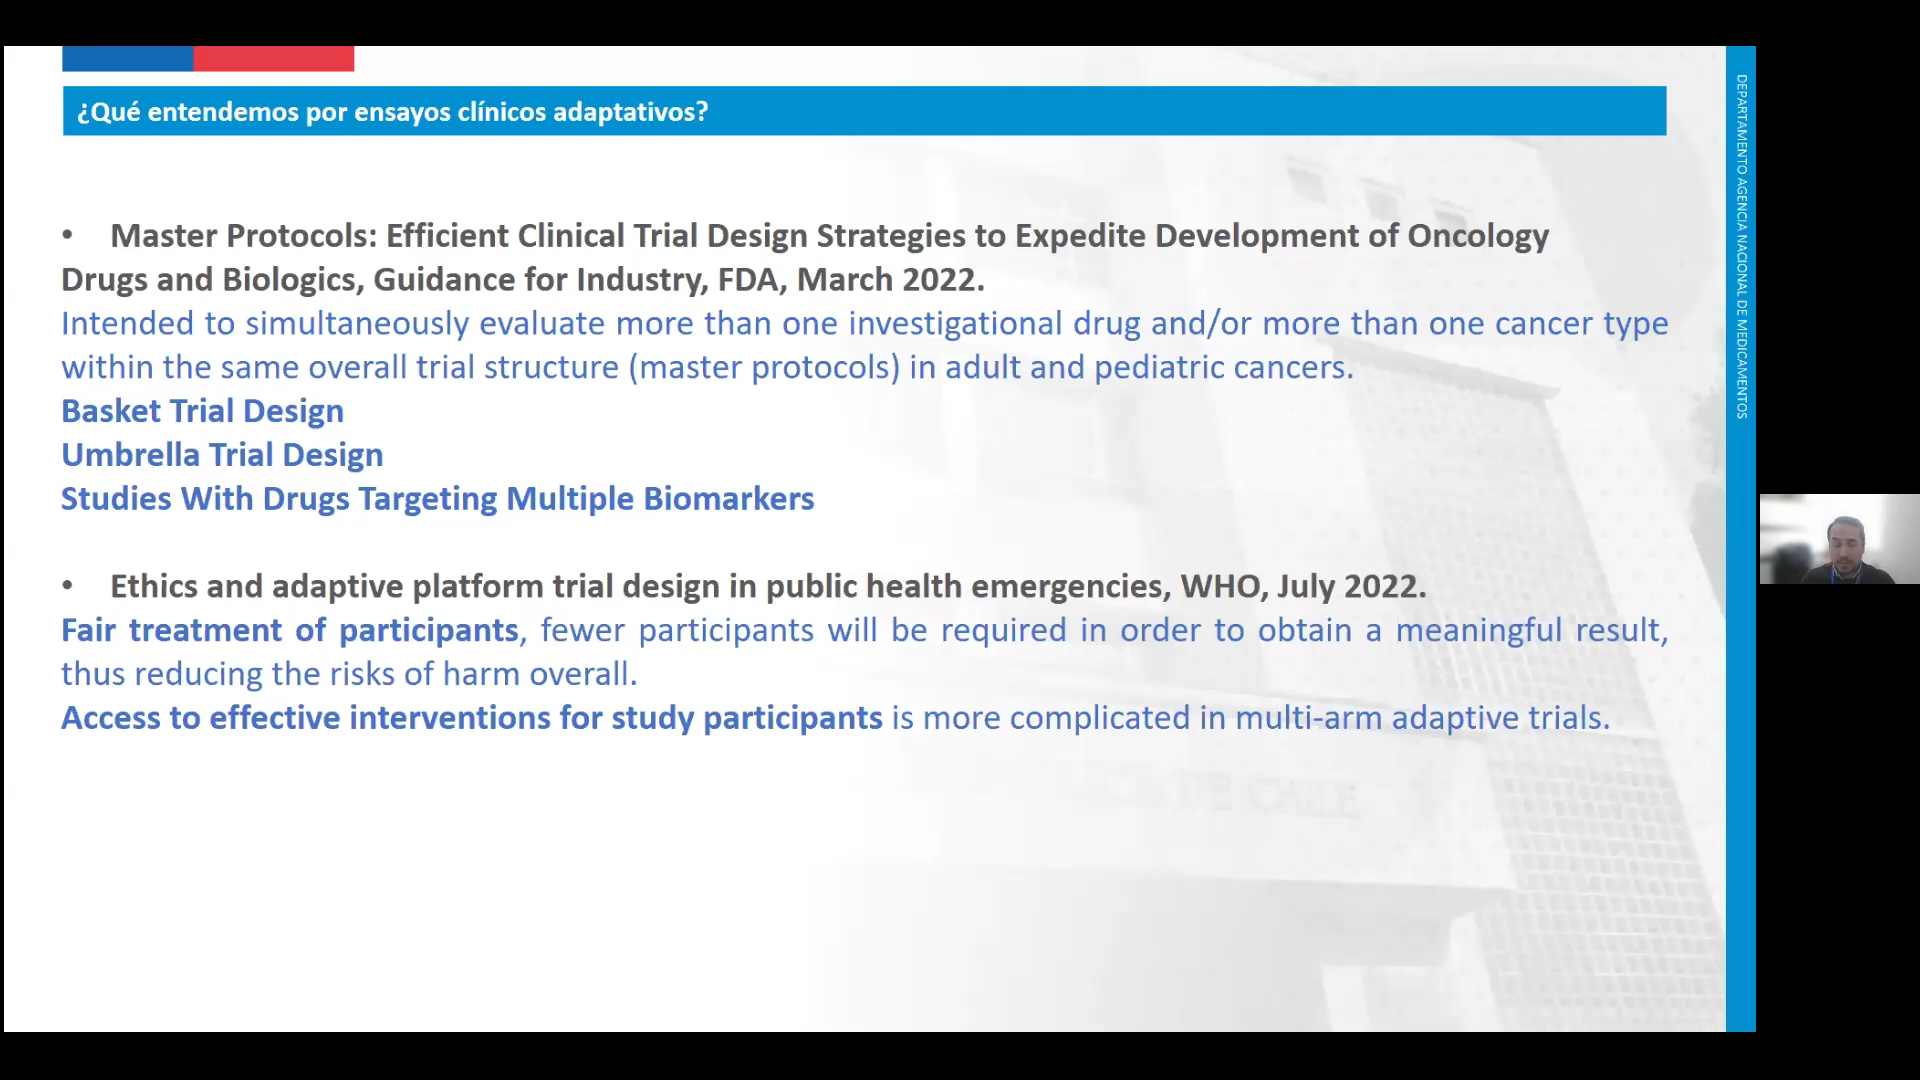 ¿Qué entendemos por ensayos clínicos adaptativos?
• Master Protocols: Efficient Clinical Trial Design Strategies to Expedite Development of Oncology
Drugs and Biologics, Guidance for Industry, FDA, March 2022.
Intended to simultaneously evaluate more than one investigational drug and/or more than one cancer type
within the same overall trial structure (master protocols) in adult and pediatric cancers.
Basket Trial Design
Umbrella Trial Design
Studies With Drugs Targeting Multiple Biomarkers
• Ethics and adaptive platform trial design in public health emergencies, WHO, July 2022.
Fair treatment of participants, fewer participants will be required in order to obtain a meaningful result,
thus reducing the risks of harm overall.
Access to effective interventions for study participants is more complicated in multi-arm adaptive trials.
DEPARTAMENTO AGENCIA NACIONAL DE MEDICAMENTOS